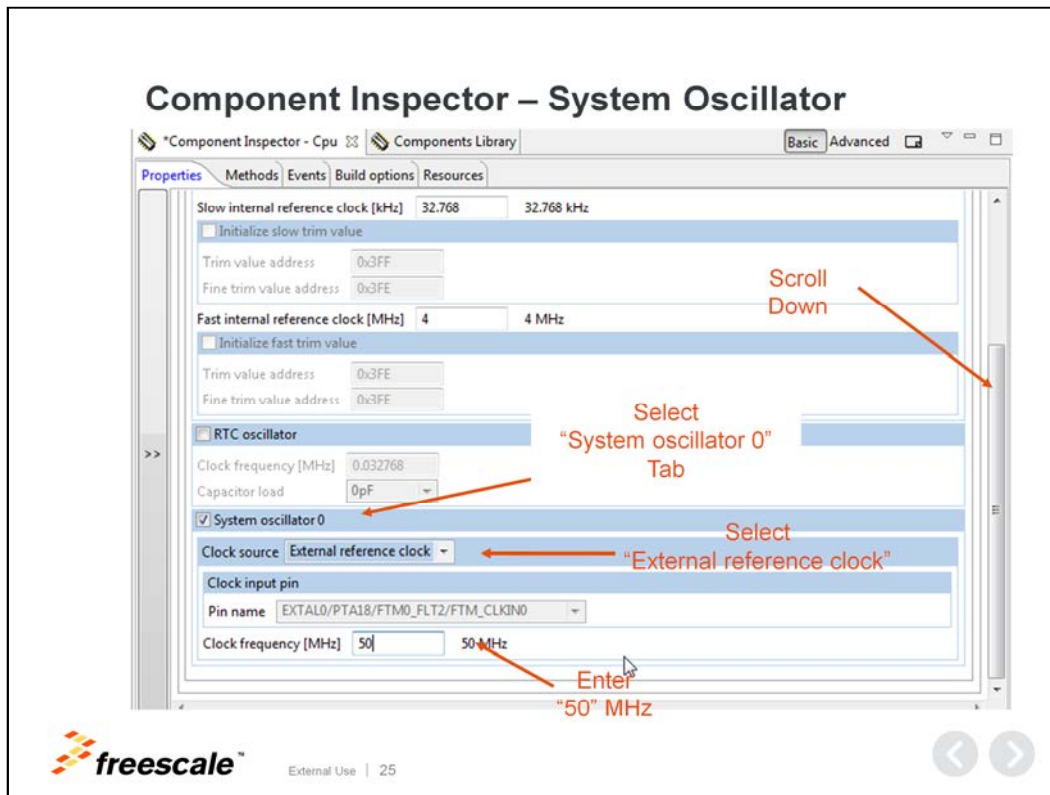 Component Inspector – System Oscillator
*Component Inspector - Cpu
Components Library
Basic Advanced
Properties Methods Events Build options Resources
Slow internal reference clock [kHz] 32.768 32.768 kHz
Initialize slow trim value
Trim value address 0x3FF
Fine trim value address 0x3FE
Scroll
Down
Fast internal reference clock [MHz] 4 4 MHz
Initialize fast trim value
Trim value address 0x3FE
Fine trim value address 0x3FE
Select
"System oscillator 0"
Tab
>>
RTC oscillator
Clock frequency [MHz] 0.032768
Capacitor load 0pF
System oscillator 0
Select
"External reference clock"
Clock source External reference clock
Clock input pin
Pin name EXTAL0/PTA18/FTM0_FLT2/FTM_CLKIN0
Clock frequency [MHz] 50 50 MHz
Enter
"50" MHz
freescale™
External Use | 25